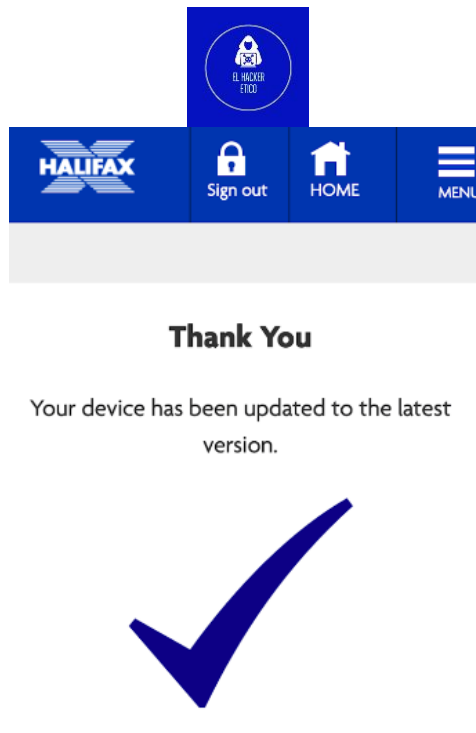 EL HACKER
ETICO
HALIFAX
Sign out
HOME
MENU
Thank You
Your device has been updated to the latest
version.